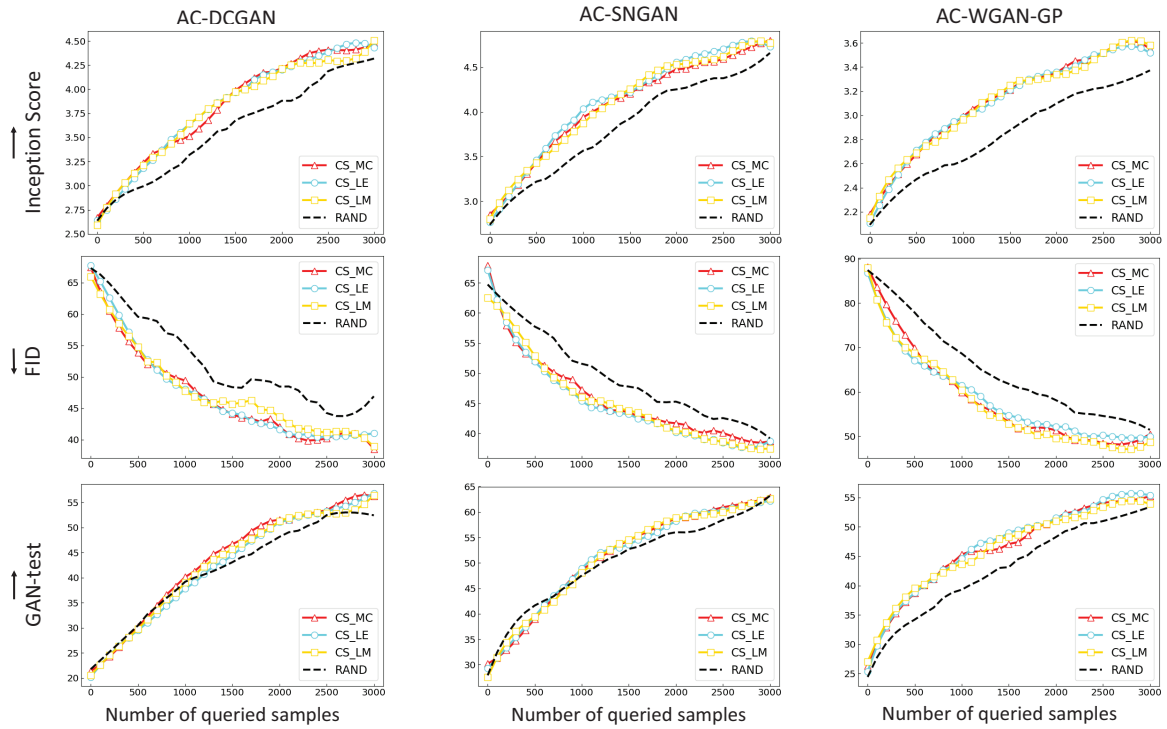 AC-DCGAN AC-SNGAN AC-WGAN-GP
Inception Score
4.50 4.25 4.00 3.75 3.50 3.25 3.00 2.75 2.50
0 500 1000 1500 2000 2500 3000
CS_MC
CS_LE
CS_LM
RAND
4.5 4.0 3.5 3.0
0 500 1000 1500 2000 2500 3000
CS_MC
CS_LE
CS_LM
RAND
3.6 3.4 3.2 3.0 2.8 2.6 2.4 2.2
0 500 1000 1500 2000 2500 3000
CS_MC
CS_LE
CS_LM
RAND
FID
65 60 55 50 45 40
0 500 1000 1500 2000 2500 3000
CS_MC
CS_LE
CS_LM
RAND
65 60 55 50 45 40
0 500 1000 1500 2000 2500 3000
CS_MC
CS_LE
CS_LM
RAND
90 80 70 60 50
0 500 1000 1500 2000 2500 3000
CS_MC
CS_LE
CS_LM
RAND
GAN-test
55 50 45 40 35 30 25 20
0 500 1000 1500 2000 2500 3000
CS_MC
CS_LE
CS_LM
RAND
65 60 55 50 45 40 35 30
0 500 1000 1500 2000 2500 3000
CS_MC
CS_LE
CS_LM
RAND
55 50 45 40 35 30 25
0 500 1000 1500 2000 2500 3000
CS_MC
CS_LE
CS_LM
RAND
Number of queried samples Number of queried samples Number of queried samples